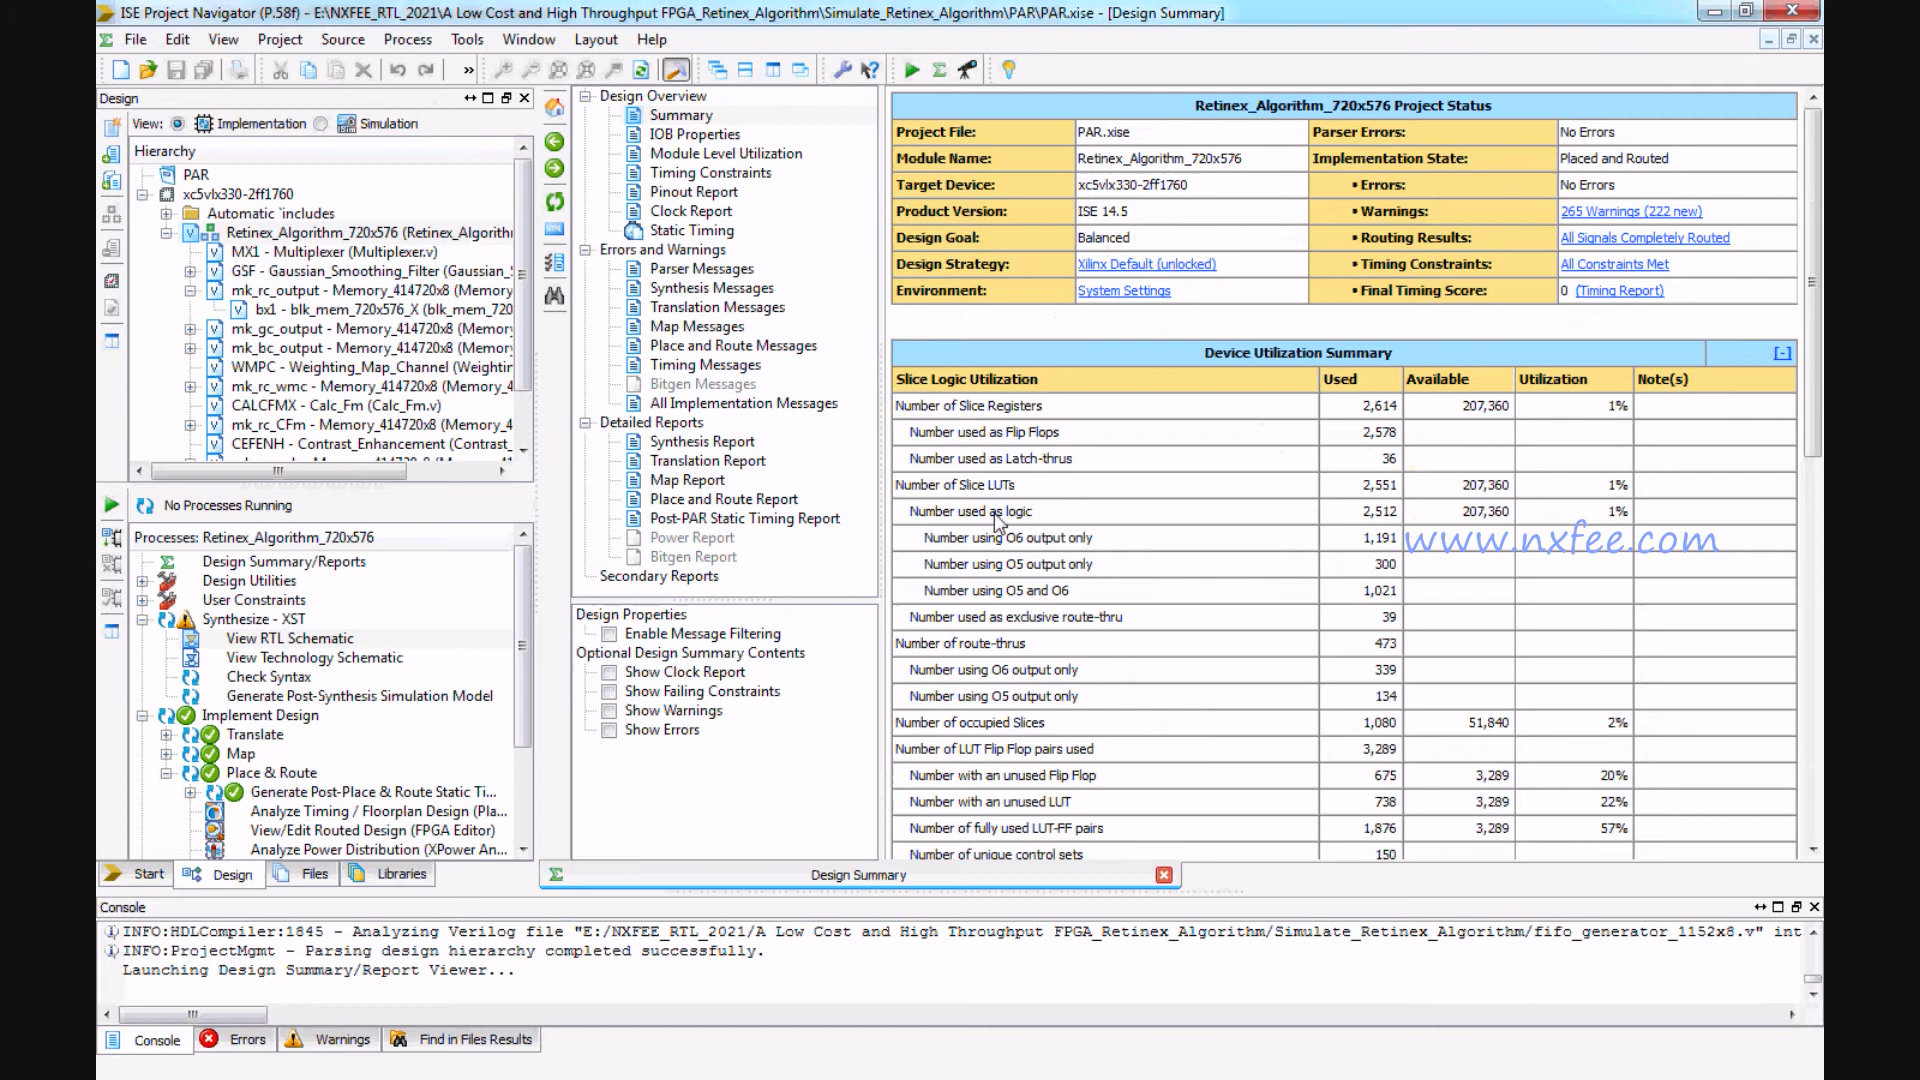 ISE Project Navigator (P.58f) - E:\NXFEE_RTL_2021\A Low Cost and High Throughput FPGA_Retinex_Algorithm\Simulate_Retinex_Algorithm\PAR\PAR.xise - [Design Summary]
File Edit View Project Source Process Tools Window Layout Help
»
Design
View: Implementation Simulation
Hierarchy
PAR
xc5vlx330-2ff1760
Automatic `includes
Retinex_Algorithm_720x576 (Retinex_Algorith
MX1 - Multiplexer (Multiplexer.v)
GSF - Gaussian_Smoothing_Filter (Gaussian_
mk_rc_output - Memory_414720x8 (Memory
bx1 - blk_mem_720x576_X (blk_mem_720
mk_gc_output - Memory_414720x8 (Memor
mk_bc_output - Memory_414720x8 (Memor
WMPC - Weighting_Map_Channel (Weightin
mk_rc_wmc - Memory_414720x8 (Memory_
CALCFMX - Calc_Fm (Calc_Fm.v)
mk_rc_CFm - Memory_414720x8 (Memory_4
CEFENH - Contrast_Enhancement (Contrast_
No Processes Running
Processes: Retinex_Algorithm_720x576
Design Summary/Reports
Design Utilities
User Constraints
Synthesize - XST
View RTL Schematic
View Technology Schematic
Check Syntax
Generate Post-Synthesis Simulation Model
Implement Design
Translate
Map
Place & Route
Generate Post-Place & Route Static Ti...
Analyze Timing / Floorplan Design (Pla...
View/Edit Routed Design (FPGA Editor)
Analyze Power Distribution (XPower An...
Start Design Files Libraries
Design Overview
Summary
IOB Properties
Module Level Utilization
Timing Constraints
Pinout Report
Clock Report
Static Timing
Errors and Warnings
Parser Messages
Synthesis Messages
Translation Messages
Map Messages
Place and Route Messages
Timing Messages
Bitgen Messages
All Implementation Messages
Detailed Reports
Synthesis Report
Translation Report
Map Report
Place and Route Report
Post-PAR Static Timing Report
Power Report
Bitgen Report
Secondary Reports
Design Properties
Enable Message Filtering
Optional Design Summary Contents
Show Clock Report
Show Failing Constraints
Show Warnings
Show Errors
Retinex_Algorithm_720x576 Project Status
Project File: PAR.xise Parser Errors: No Errors
Module Name: Retinex_Algorithm_720x576 Implementation State: Placed and Routed
Target Device: xc5vlx330-2ff1760 • Errors: No Errors
Product Version: ISE 14.5 • Warnings: 265 Warnings (222 new)
Design Goal: Balanced • Routing Results: All Signals Completely Routed
Design Strategy: Xilinx Default (unlocked) • Timing Constraints: All Constraints Met
Environment: System Settings • Final Timing Score: 0 (Timing Report)
Device Utilization Summary [-]
Slice Logic Utilization Used Available Utilization Note(s)
Number of Slice Registers 2,614 207,360 1%
Number used as Flip Flops 2,578
Number used as Latch-thrus 36
Number of Slice LUTs 2,551 207,360 1%
Number used as logic 2,512 207,360 1%
Number using O6 output only 1,191
www.nxfee.com
Number using O5 output only 300
Number using O5 and O6 1,021
Number used as exclusive route-thru 39
Number of route-thrus 473
Number using O6 output only 339
Number using O5 output only 134
Number of occupied Slices 1,080 51,840 2%
Number of LUT Flip Flop pairs used 3,289
Number with an unused Flip Flop 675 3,289 20%
Number with an unused LUT 738 3,289 22%
Number of fully used LUT-FF pairs 1,876 3,289 57%
Number of unique control sets 150
Design Summary
Console
INFO:HDLCompiler:1845 - Analyzing Verilog file "E:/NXFEE_RTL_2021/A Low Cost and High Throughput FPGA_Retinex_Algorithm/Simulate_Retinex_Algorithm/fifo_generator_1152x8.v" int
INFO:ProjectMgmt - Parsing design hierarchy completed successfully.
Launching Design Summary/Report Viewer...
Console Errors Warnings Find in Files Results